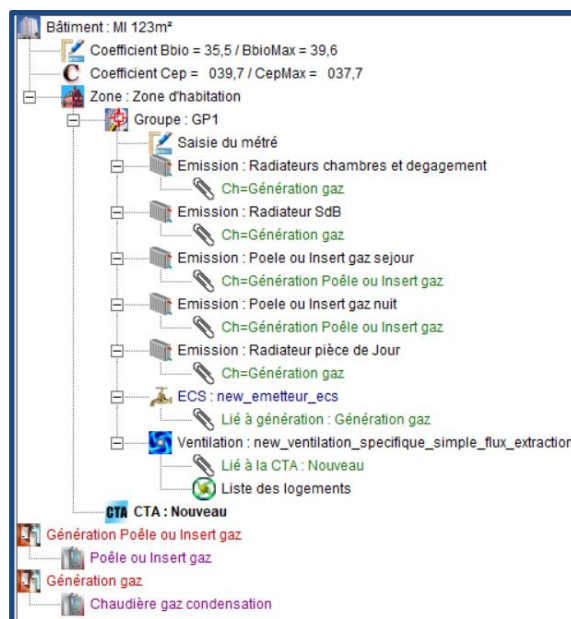 Bâtiment : MI 123m²
Coefficient Bbio = 35,5 / BbioMax = 39,6
C Coefficient Cep = 039,7 / CepMax = 037,7
Zone : Zone d'habitation
Groupe : GP1
Saisie du métré
Emission : Radiateurs chambres et degagement
Ch=Génération gaz
Emission : Radiateur SdB
Ch=Génération gaz
Emission : Poele ou Insert gaz sejour
Ch=Génération Poêle ou Insert gaz
Emission : Poele ou Insert gaz nuit
Ch=Génération Poêle ou Insert gaz
Emission : Radiateur pièce de Jour
Ch=Génération gaz
ECS : new_emetteur_ecs
Lié à génération : Génération gaz
Ventilation : new_ventilation_specifique_simple_flux_extraction
Lié à la CTA : Nouveau
Liste des logements
CTA CTA : Nouveau
Génération Poêle ou Insert gaz
Poêle ou Insert gaz
Génération gaz
Chaudière gaz condensation